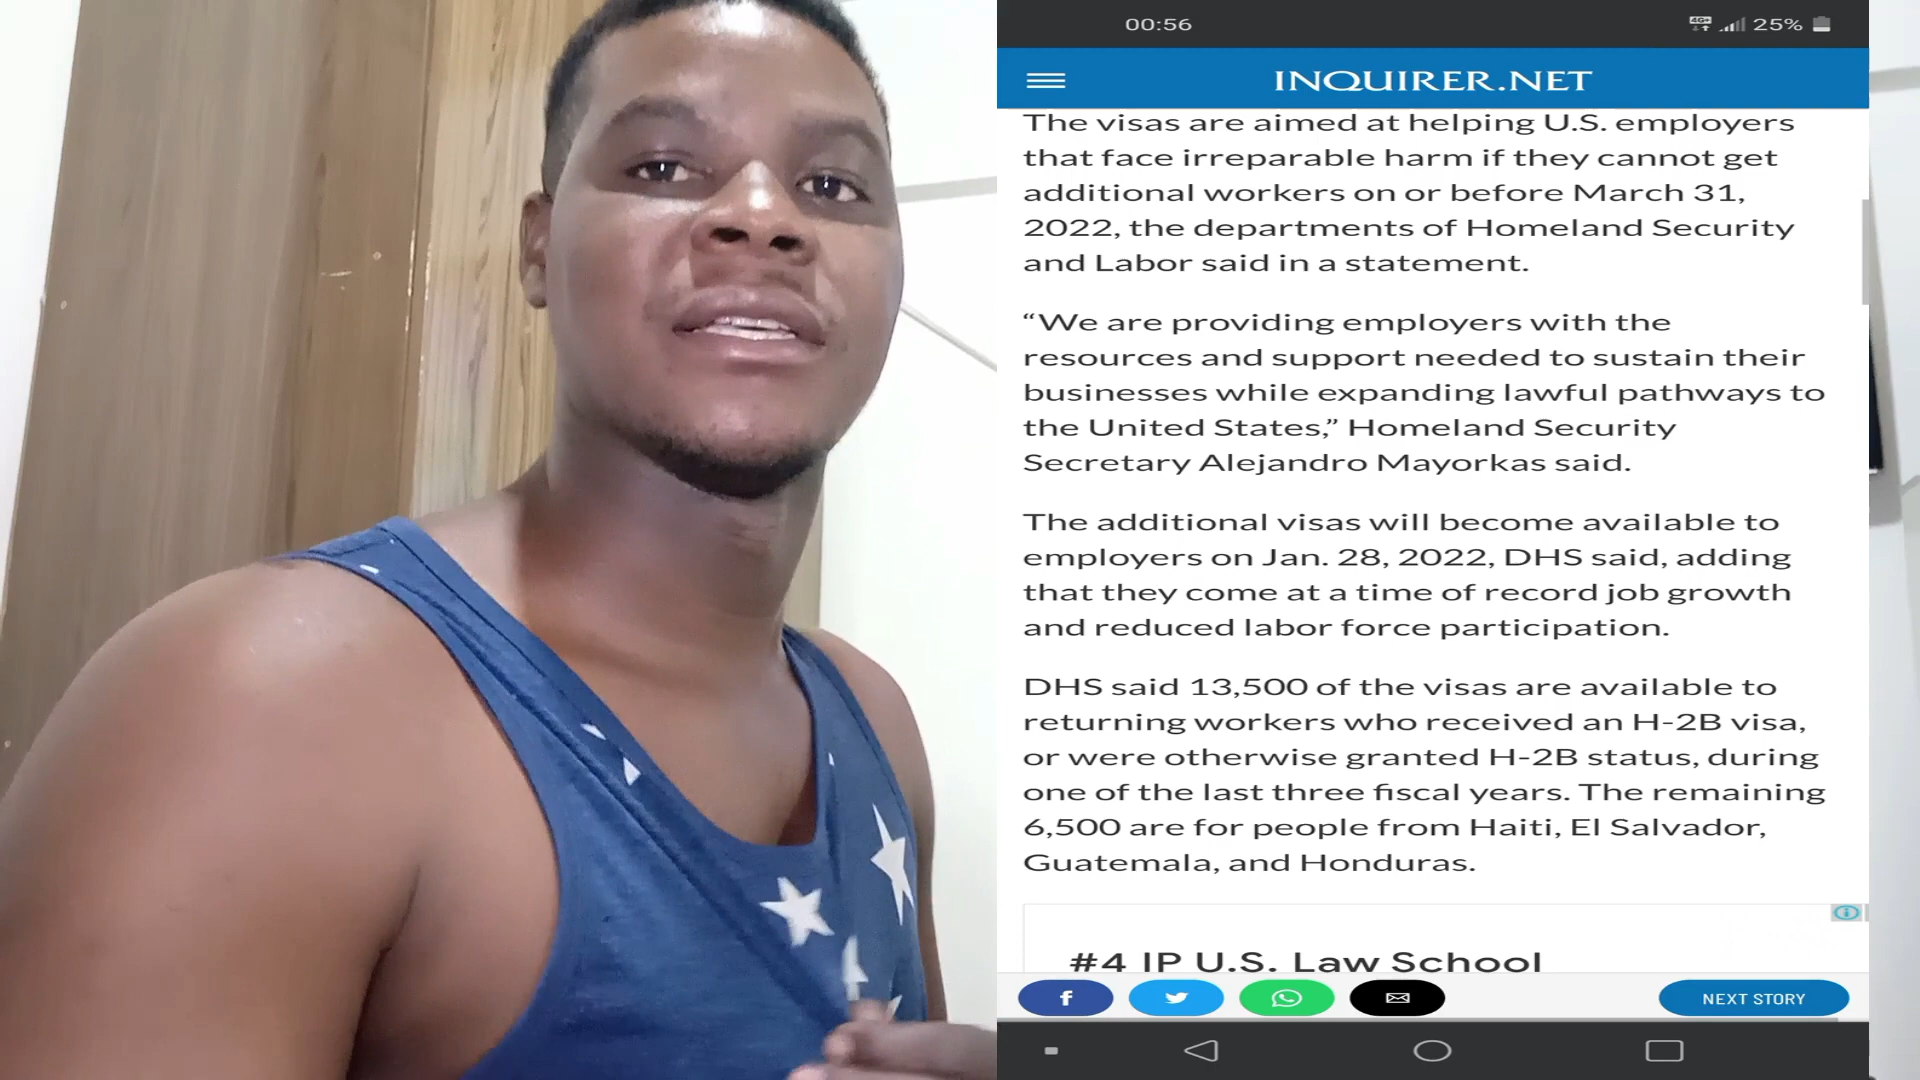 00:56
4G+ 25%
INQUIRER.NET
The visas are aimed at helping U.S. employers
that face irreparable harm if they cannot get
additional workers on or before March 31,
2022, the departments of Homeland Security
and Labor said in a statement.
“We are providing employers with the
resources and support needed to sustain their
businesses while expanding lawful pathways to
the United States,” Homeland Security
Secretary Alejandro Mayorkas said.
The additional visas will become available to
employers on Jan. 28, 2022, DHS said, adding
that they come at a time of record job growth
and reduced labor force participation.
DHS said 13,500 of the visas are available to
returning workers who received an H-2B visa,
or were otherwise granted H-2B status, during
one of the last three fiscal years. The remaining
6,500 are for people from Haiti, El Salvador,
Guatemala, and Honduras.
#4 IP U.S. Law School
NEXT STORY